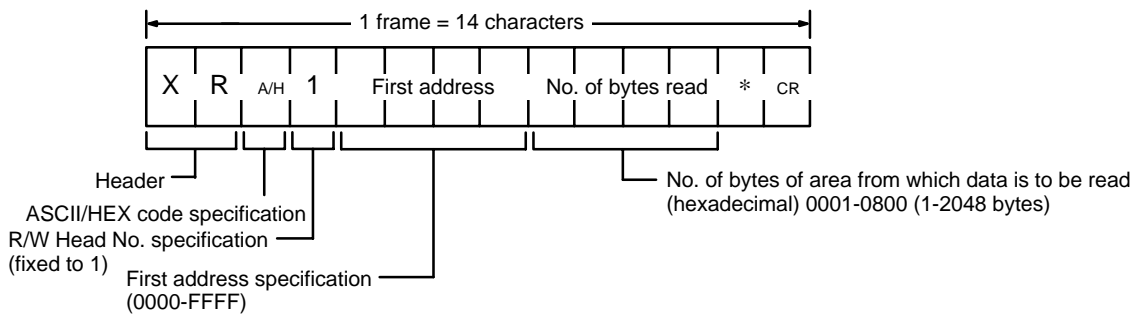 1 frame = 14 characters
X R A/H 1 First address No. of bytes read * CR
Header
ASCII/HEX code specification
R/W Head No. specification
(fixed to 1)
First address specification
(0000-FFFF)
No. of bytes of area from which data is to be read
(hexadecimal) 0001-0800 (1-2048 bytes)